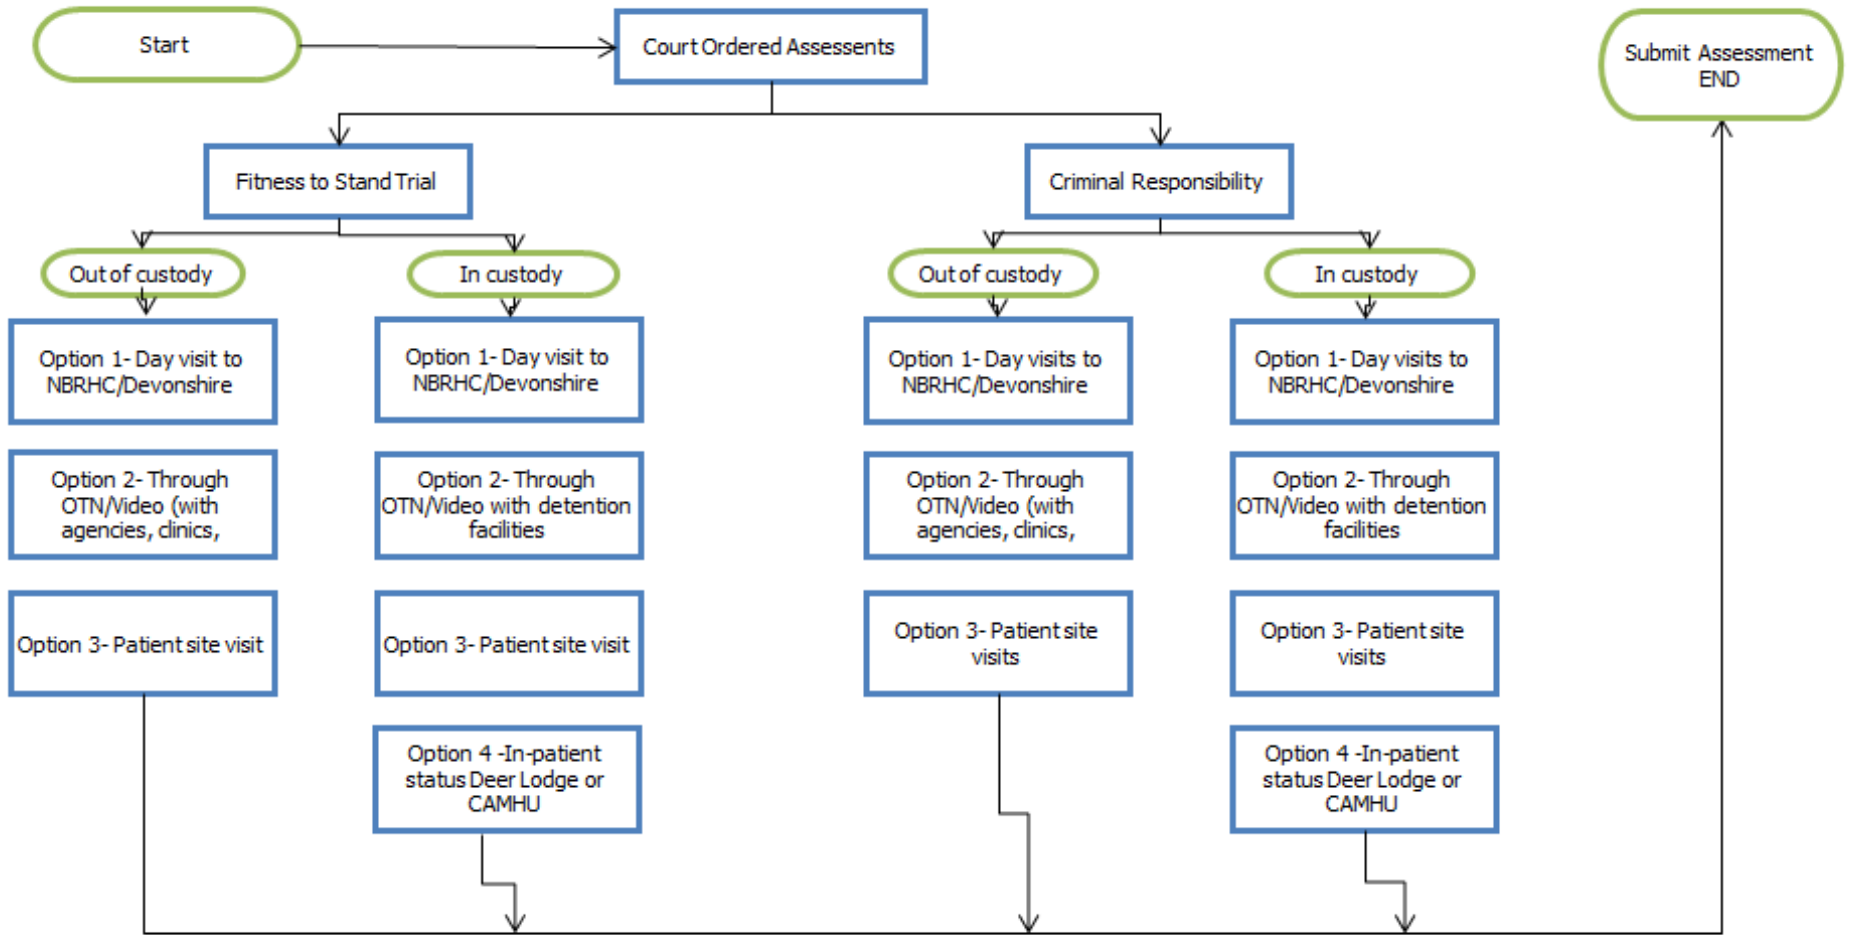 Start
Court Ordered Assessents
Submit Assessment
END
Fitness to Stand Trial
Criminal Responsibility
Out of custody
In custody
Out of custody
In custody
Option 1- Day visit to
NBRHC/Devonshire
Option 1- Day visit to
NBRHC/Devonshire
Option 1- Day visits to
NBRHC/Devonshire
Option 1- Day visits to
NBRHC/Devonshire
Option 2- Through
OTN/Video (with
agencies, clinics,
Option 2- Through
OTN/Video with detention
facilities
Option 2- Through
OTN/Video (with
agencies, clinics,
Option 2- Through
OTN/Video with detention
facilities
Option 3- Patient site visit
Option 3- Patient site visit
Option 3- Patient site
visits
Option 3- Patient site
visits
Option 4 -In-patient
status Deer Lodge or
CAMHU
Option 4 -In-patient
status Deer Lodge or
CAMHU